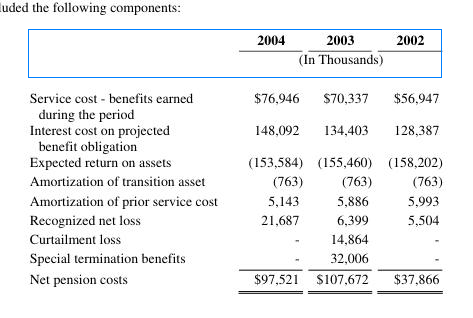 luded the following components:
2004 2003 2002
(In Thousands)
Service cost - benefits earned $76,946 $70,337 $56,947
during the period
Interest cost on projected 148,092 134,403 128,387
benefit obligation
Expected return on assets (153,584) (155,460) (158,202)
Amortization of transition asset (763) (763) (763)
Amortization of prior service cost 5,143 5,886 5,993
Recognized net loss 21,687 6,399 5,504
Curtailment loss - 14,864 -
Special termination benefits - 32,006 -
Net pension costs $97,521 $107,672 $37,866